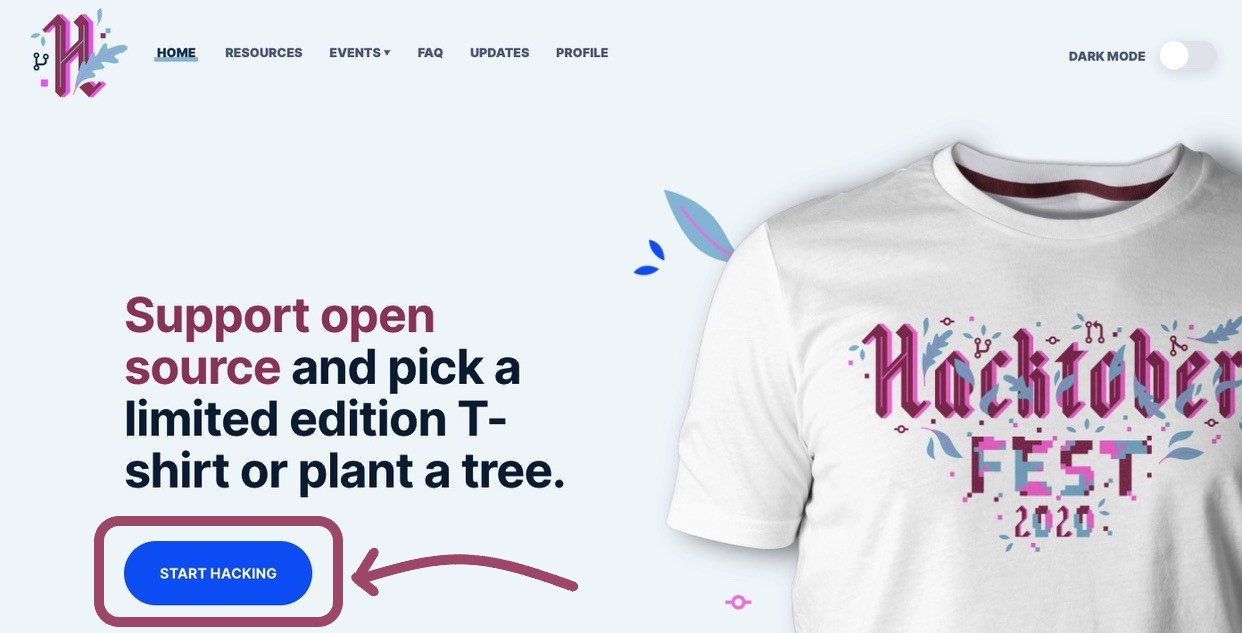 H
HOME RESOURCES EVENTS FAQ UPDATES PROFILE
DARK MODE
Support open
source and pick a
limited edition T-
shirt or plant a tree.
START HACKING
Hacktober
FEST
2020